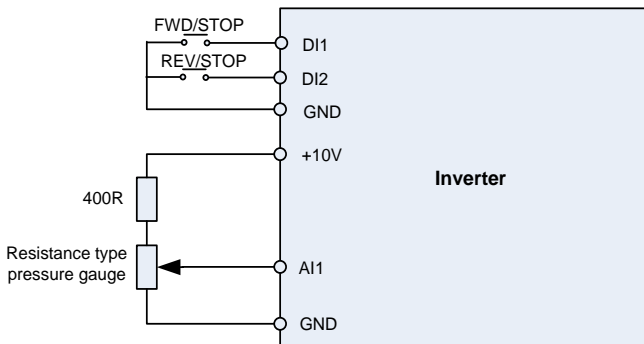 FWD/STOP
DI1
REV/STOP
DI2
GND
+10V
Inverter
400R
Resistance type
pressure gauge
AI1
GND